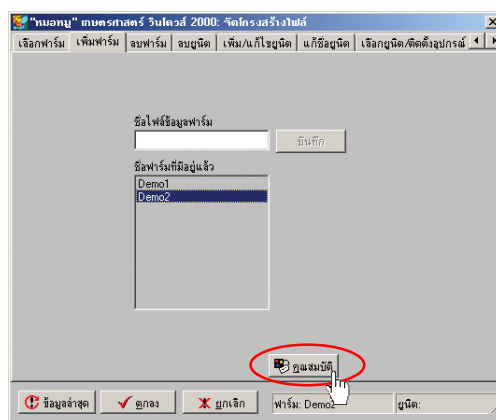 "หมอหมู" เกษตรศาสตร์ วินโดวส์ 2000: จัดโครงสร้างไฟล์
เลือกฟาร์ม เพิ่มฟาร์ม ลบฟาร์ม ลบยูนิต เพิ่ม/แก้ไขยูนิต แก้ชื่อยูนิต เลือกยูนิต/ติดตั้งอุปกรณ์
ชื่อไฟล์ข้อมูลฟาร์ม
บันทึก
ชื่อฟาร์มที่มีอยู่แล้ว
Demo1
Demo2
คุณสมบัติ
ข้อมูลล่าสุด ตกลง ยกเลิก ฟาร์ม: Demo2 ยูนิต: